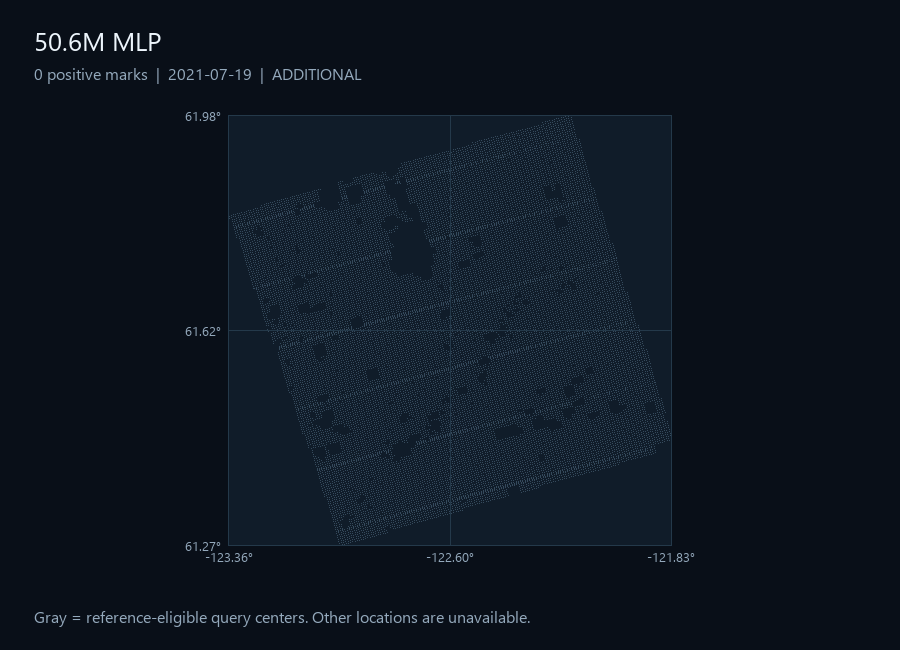 50.6M MLP
0 positive marks | 2021-07-19 | ADDITIONAL
61.98°
61.62°
61.27°
-123.36°
-122.60°
-121.83°
Gray = reference-eligible query centers. Other locations are unavailable.